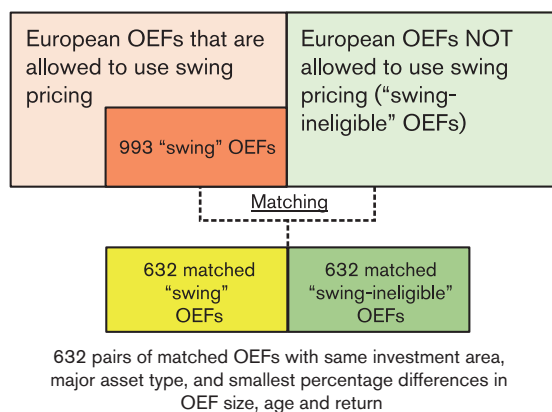 European OEFs that are
allowed to use swing
pricing
993 “swing” OEFs
European OEFs NOT
allowed to use swing
pricing (“swing-
ineligible” OEFs)
Matching
632 matched
“swing”
OEFs
632 matched
“swing-ineligible”
OEFs
632 pairs of matched OEFs with same investment area,
major asset type, and smallest percentage differences in
OEF size, age and return